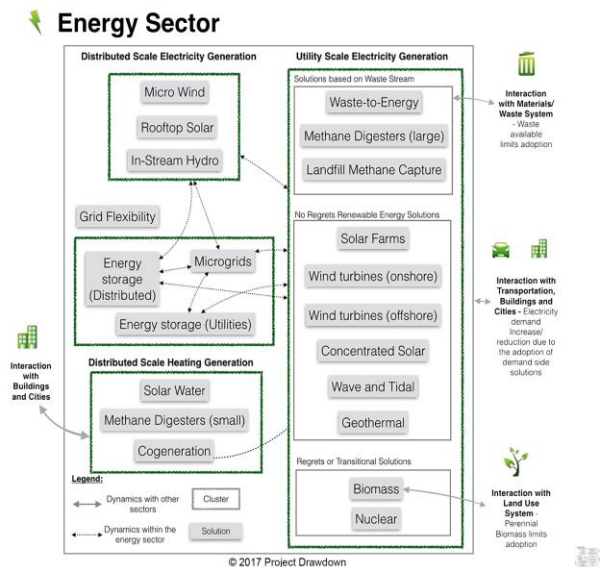 Energy Sector
Distributed Scale Electricity Generation
Micro Wind
Rooftop Solar
In-Stream Hydro
Grid Flexibility
Energy
storage
(Distributed)
Microgrids
Energy storage (Utilities)
Distributed Scale Heating Generation
Solar Water
Methane Digesters (small)
Cogeneration
Utility Scale Electricity Generation
Solutions based on Waste Stream
Waste-to-Energy
Methane Digesters (large)
Landfill Methane Capture
No Regrets Renewable Energy Solutions
Solar Farms
Wind turbines (onshore)
Wind turbines (offshore)
Concentrated Solar
Wave and Tidal
Geothermal
Regrets or Transitional Solutions
Biomass
Nuclear
Interaction
with Materials/
Waste System
- Waste
available
limits adoption
Interaction with
Transportation,
Buildings and
Cities - Electricity
demand
Increase/
reduction due to
the adoption of
demand side
solutions
Interaction with
Land Use
System -
Perennial
Biomass limits
adoption
Interaction
with
Buildings
and Cities
Legend:
Dynamics with other
sectors
Cluster
Dynamics within the
energy sector
Solution
© 2017 Project Drawdown